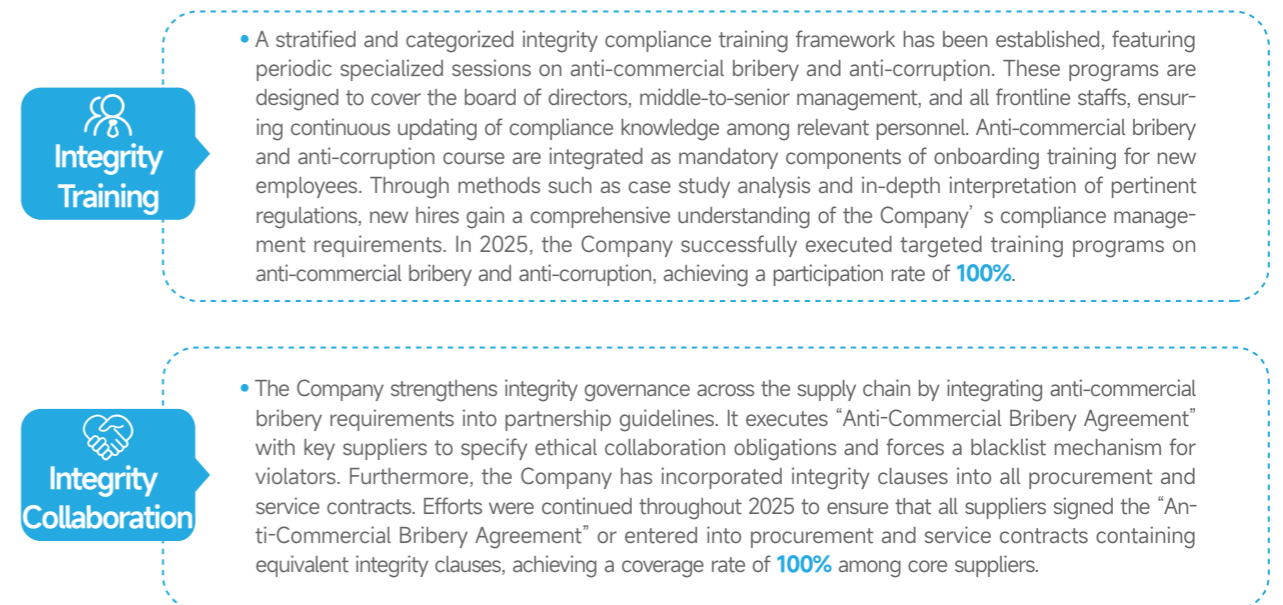 Integrity
Training
• A stratified and categorized integrity compliance training framework has been established, featuring
periodic specialized sessions on anti-commercial bribery and anti-corruption. These programs are
designed to cover the board of directors, middle-to-senior management, and all frontline staffs, ensur-
ing continuous updating of compliance knowledge among relevant personnel. Anti-commercial bribery
and anti-corruption course are integrated as mandatory components of onboarding training for new
employees. Through methods such as case study analysis and in-depth interpretation of pertinent
regulations, new hires gain a comprehensive understanding of the Company’ s compliance manage-
ment requirements. In 2025, the Company successfully executed targeted training programs on
anti-commercial bribery and anti-corruption, achieving a participation rate of 100%.
Integrity
Collaboration
• The Company strengthens integrity governance across the supply chain by integrating anti-commercial
bribery requirements into partnership guidelines. It executes “Anti-Commercial Bribery Agreement”
with key suppliers to specify ethical collaboration obligations and forces a blacklist mechanism for
violators. Furthermore, the Company has incorporated integrity clauses into all procurement and
service contracts. Efforts were continued throughout 2025 to ensure that all suppliers signed the “An-
ti-Commercial Bribery Agreement” or entered into procurement and service contracts containing
equivalent integrity clauses, achieving a coverage rate of 100% among core suppliers.